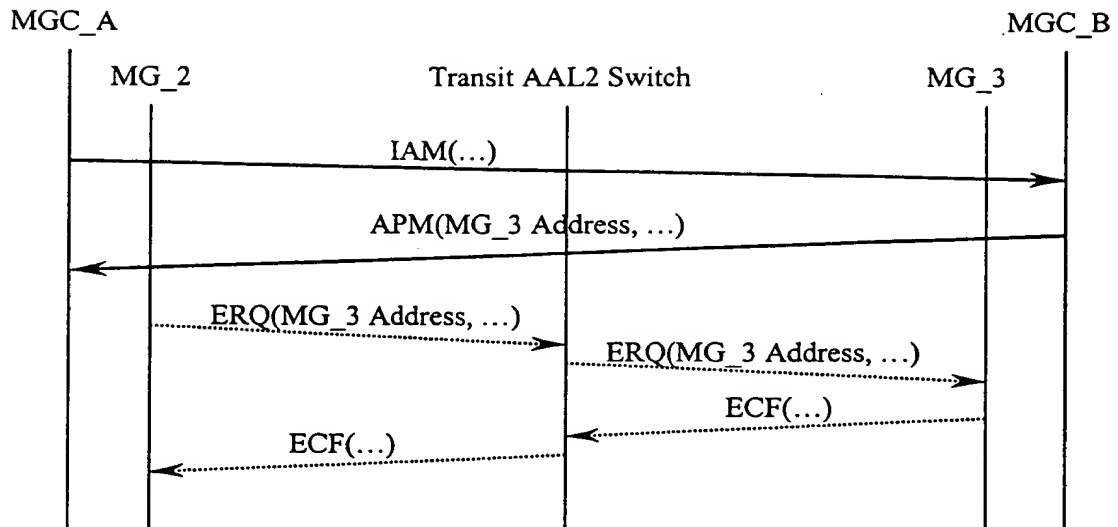 MGC_A
MGC_B
MG_2
Transit AAL2 Switch
MG_3
IAM(...)
APM(MG_3 Address, ...)
ERQ(MG_3 Address, ...)
ERQ(MG_3 Address, ...)
ECF(...)
ECF(...)